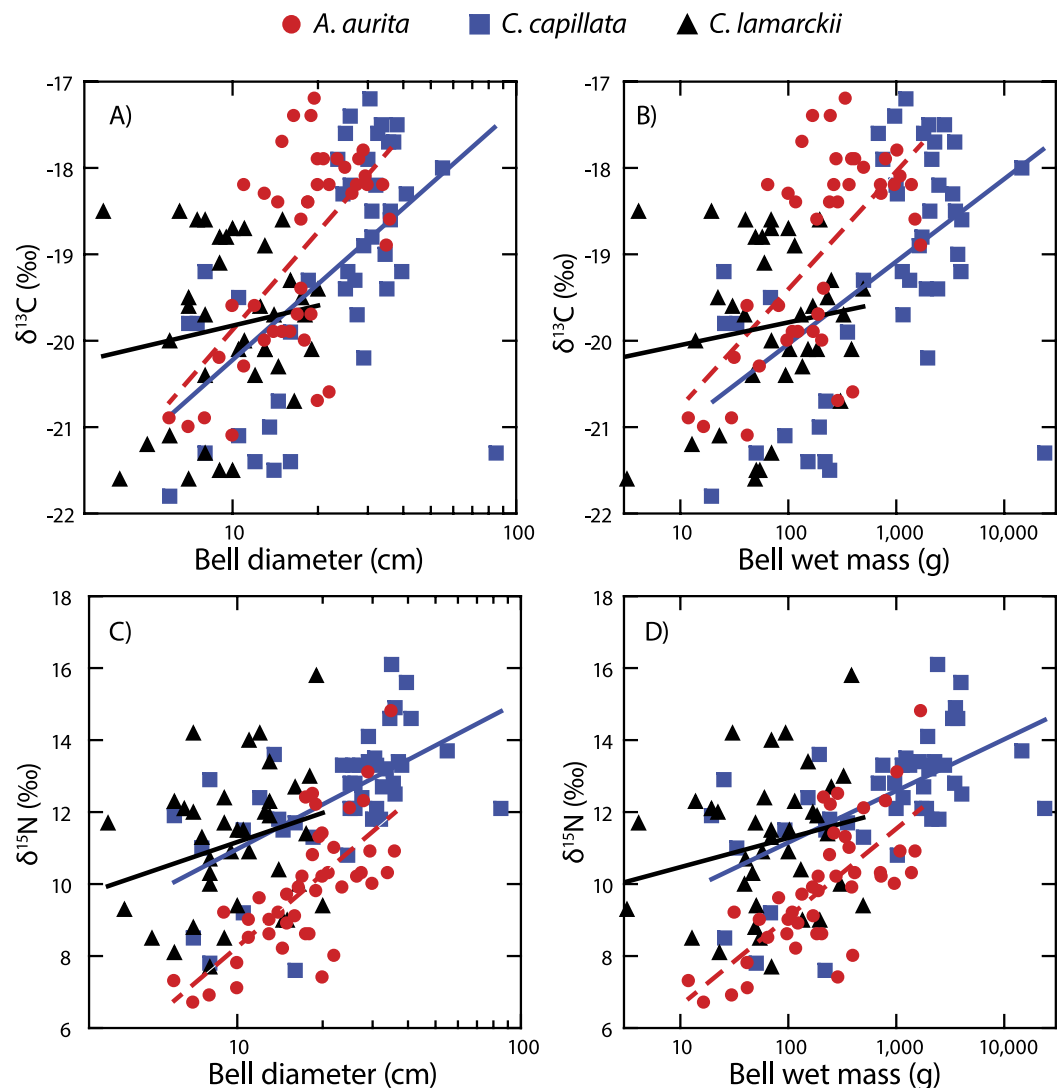 A. aurita C. capillata C. lamarckii
A)
-17
-18
-19
-20
-21
-22
δ¹³C (‰)
10 100
Bell diameter (cm)
B)
-17
-18
-19
-20
-21
-22
δ¹³C (‰)
10 100 1,000 10,000
Bell wet mass (g)
C)
18
16
14
12
10
8
6
δ¹⁵N (‰)
10 100
Bell diameter (cm)
D)
18
16
14
12
10
8
6
δ¹⁵N (‰)
10 100 1,000 10,000
Bell wet mass (g)